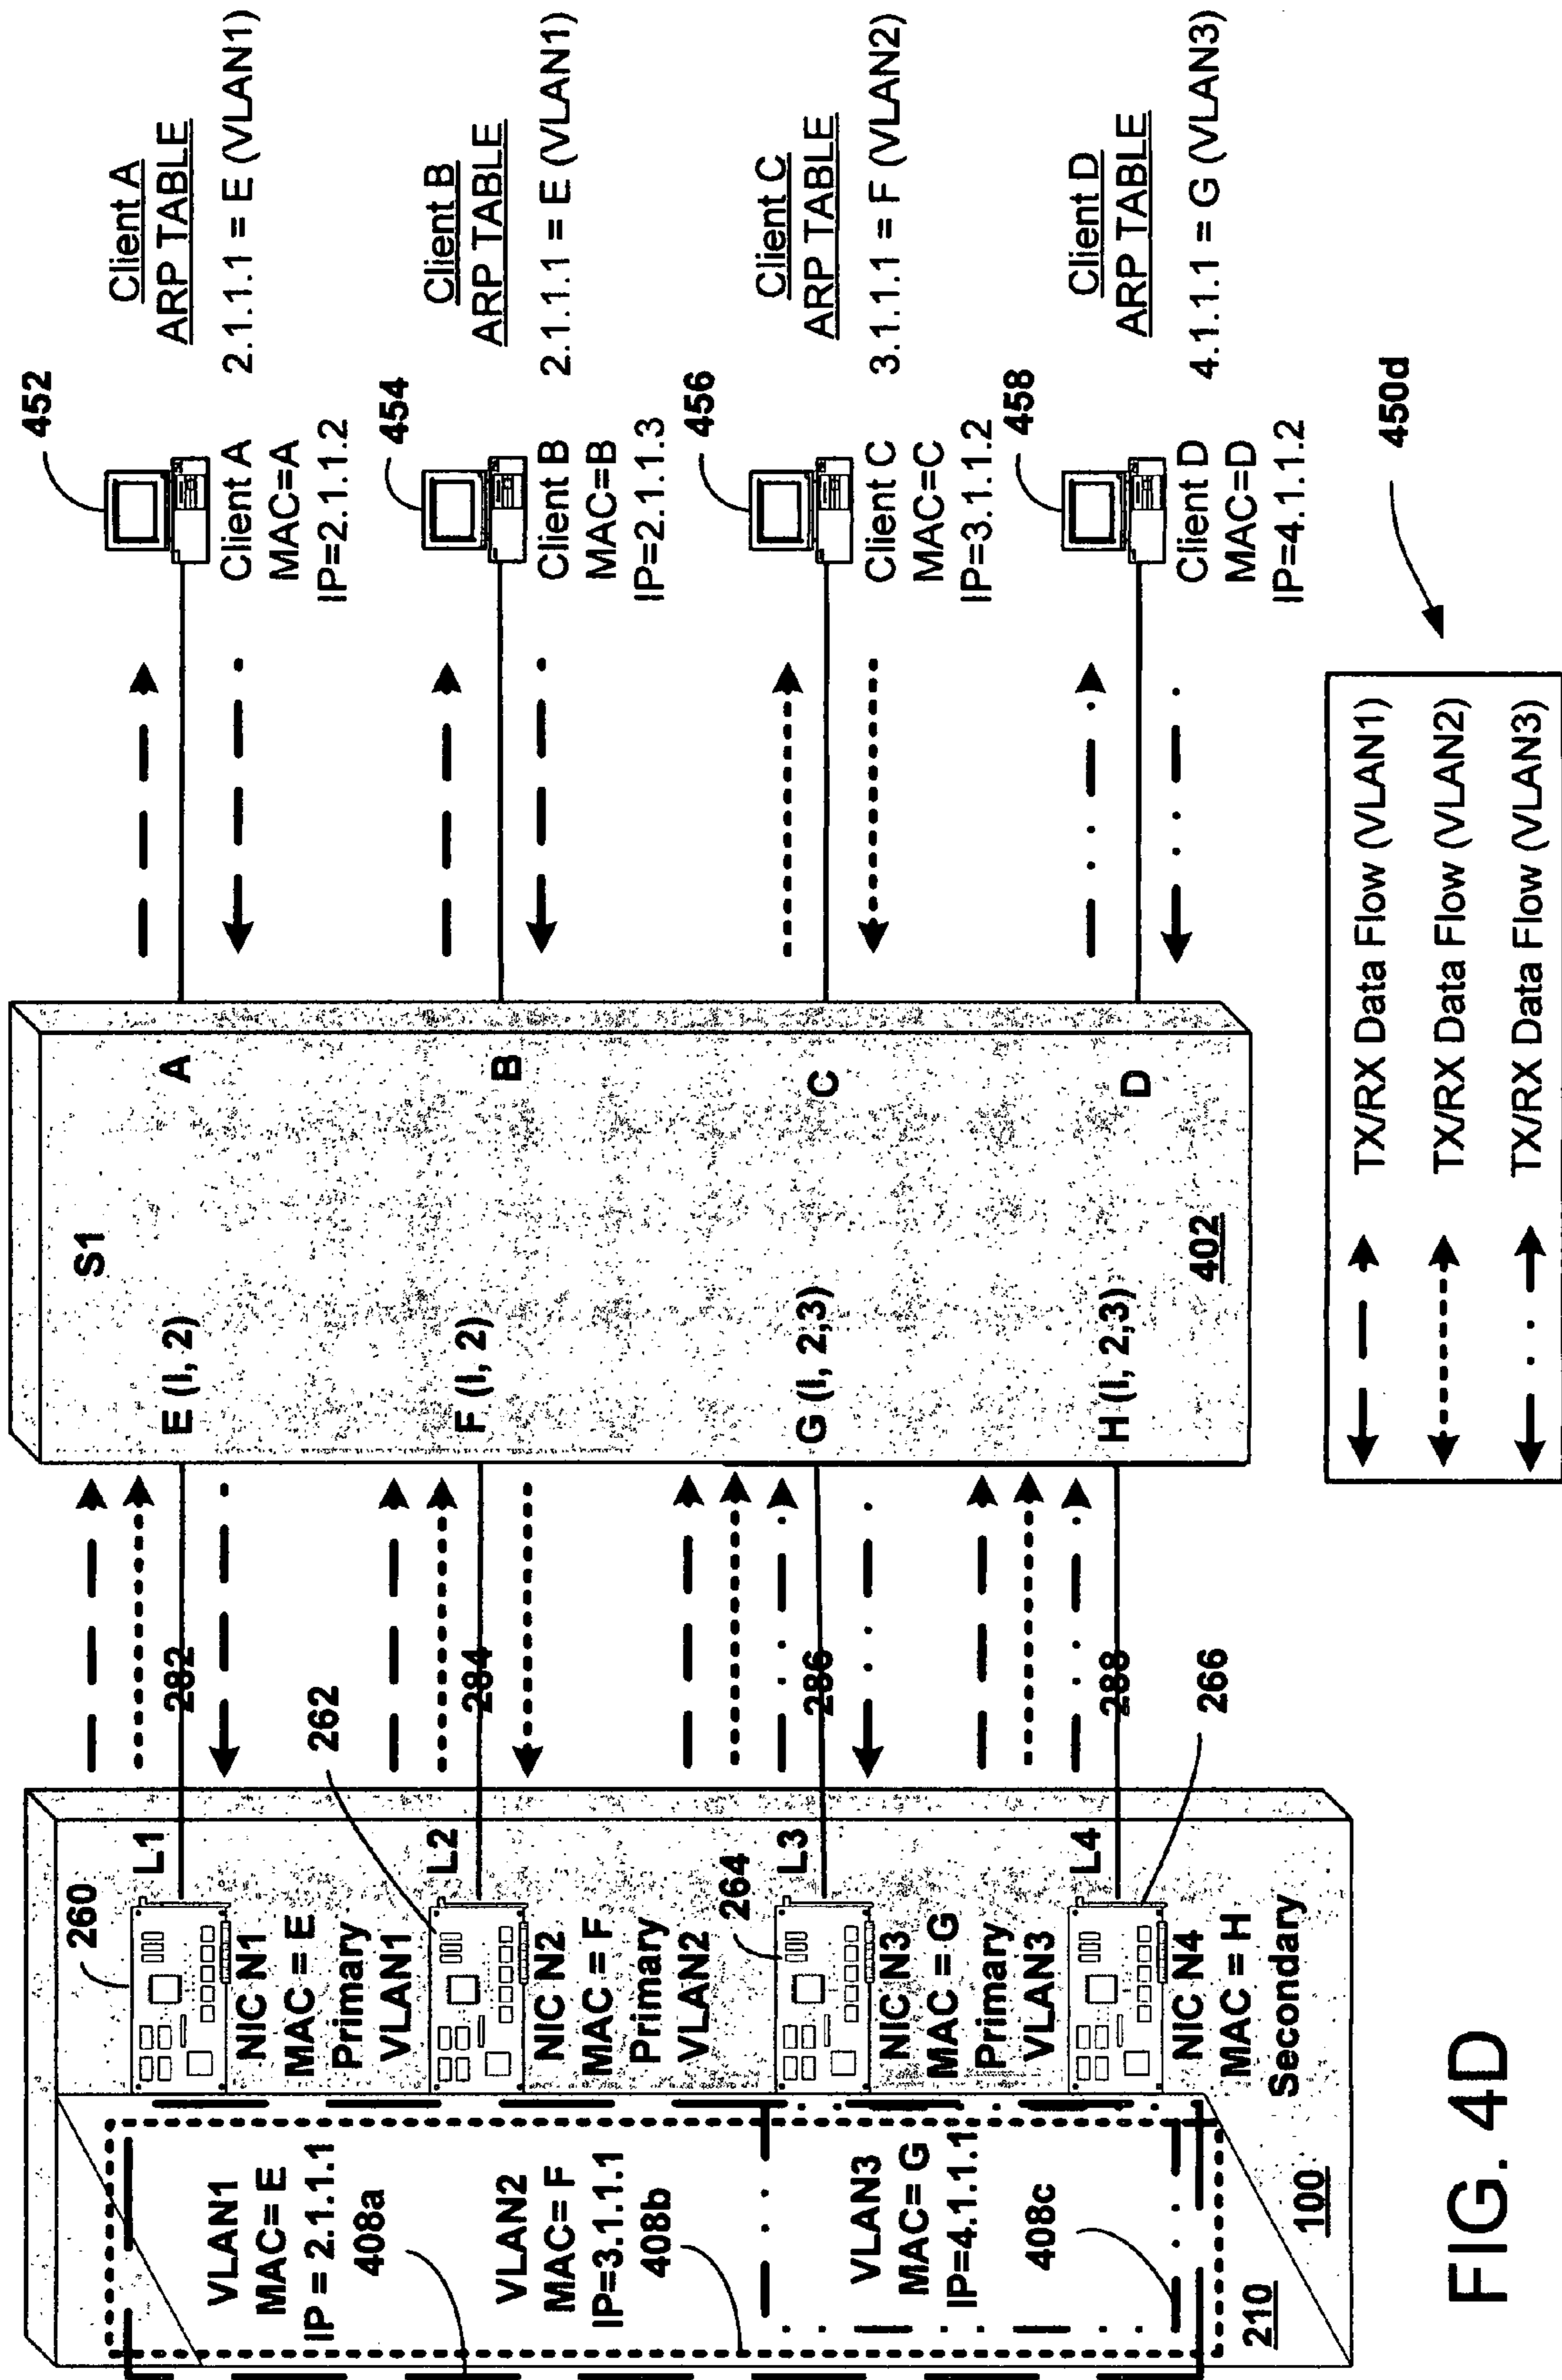 VLAN1
MAC= E
IP = 2.1.1.1
408a
VLAN2
MAC= F
IP=3.1.1.1
408b
VLAN3
MAC= G
IP=4.1.1.1
408c
210
100
260
L1
NIC N1
MAC = E
Primary
VLAN1
262
L2
NIC N2
MAC = F
Primary
VLAN2
264
L3
NIC N3
MAC = G
Primary
VLAN3
266
L4
NIC N4
MAC = H
Secondary
282
284
286
288
S1
E (I, 2)
F (I, 2)
G (I, 2,3)
H (I, 2,3)
A
B
C
D
402
452
Client A
MAC=A
IP=2.1.1.2
Client A
ARP TABLE
2.1.1.1 = E (VLAN1)
454
Client B
MAC=B
IP=2.1.1.3
Client B
ARP TABLE
2.1.1.1 = E (VLAN1)
456
Client C
MAC=C
IP=3.1.1.2
Client C
ARP TABLE
3.1.1.1 = F (VLAN2)
458
Client D
MAC=D
IP=4.1.1.2
Client D
ARP TABLE
4.1.1.1 = G (VLAN3)
450d
TX/RX Data Flow (VLAN1)
TX/RX Data Flow (VLAN2)
TX/RX Data Flow (VLAN3)
FIG. 4D